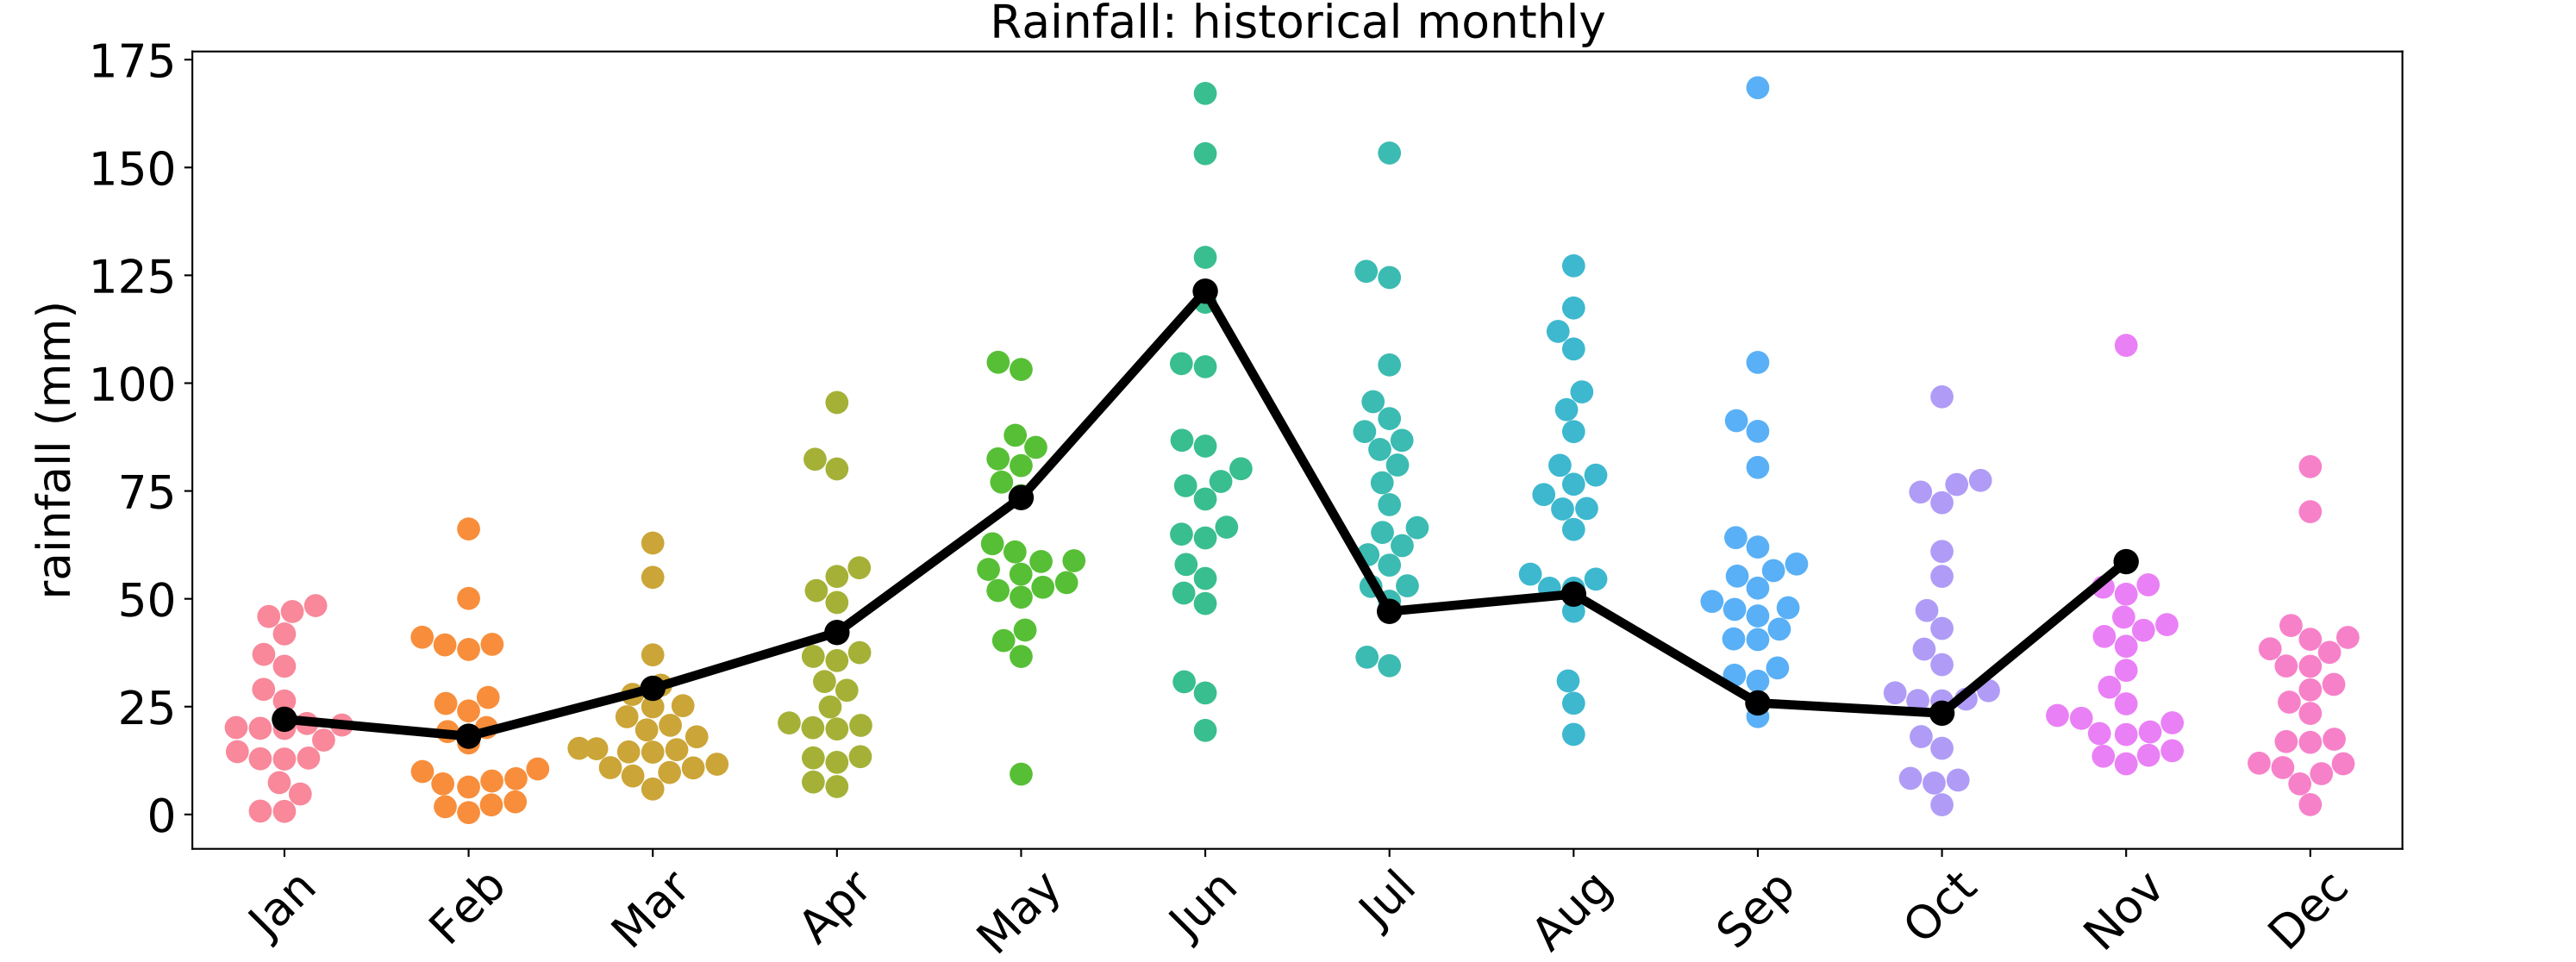 Rainfall: historical monthly
rainfall (mm)
175
150
125
100
75
50
25
0
Jan
Feb
Mar
Apr
May
Jun
Jul
Aug
Sep
Oct
Nov
Dec